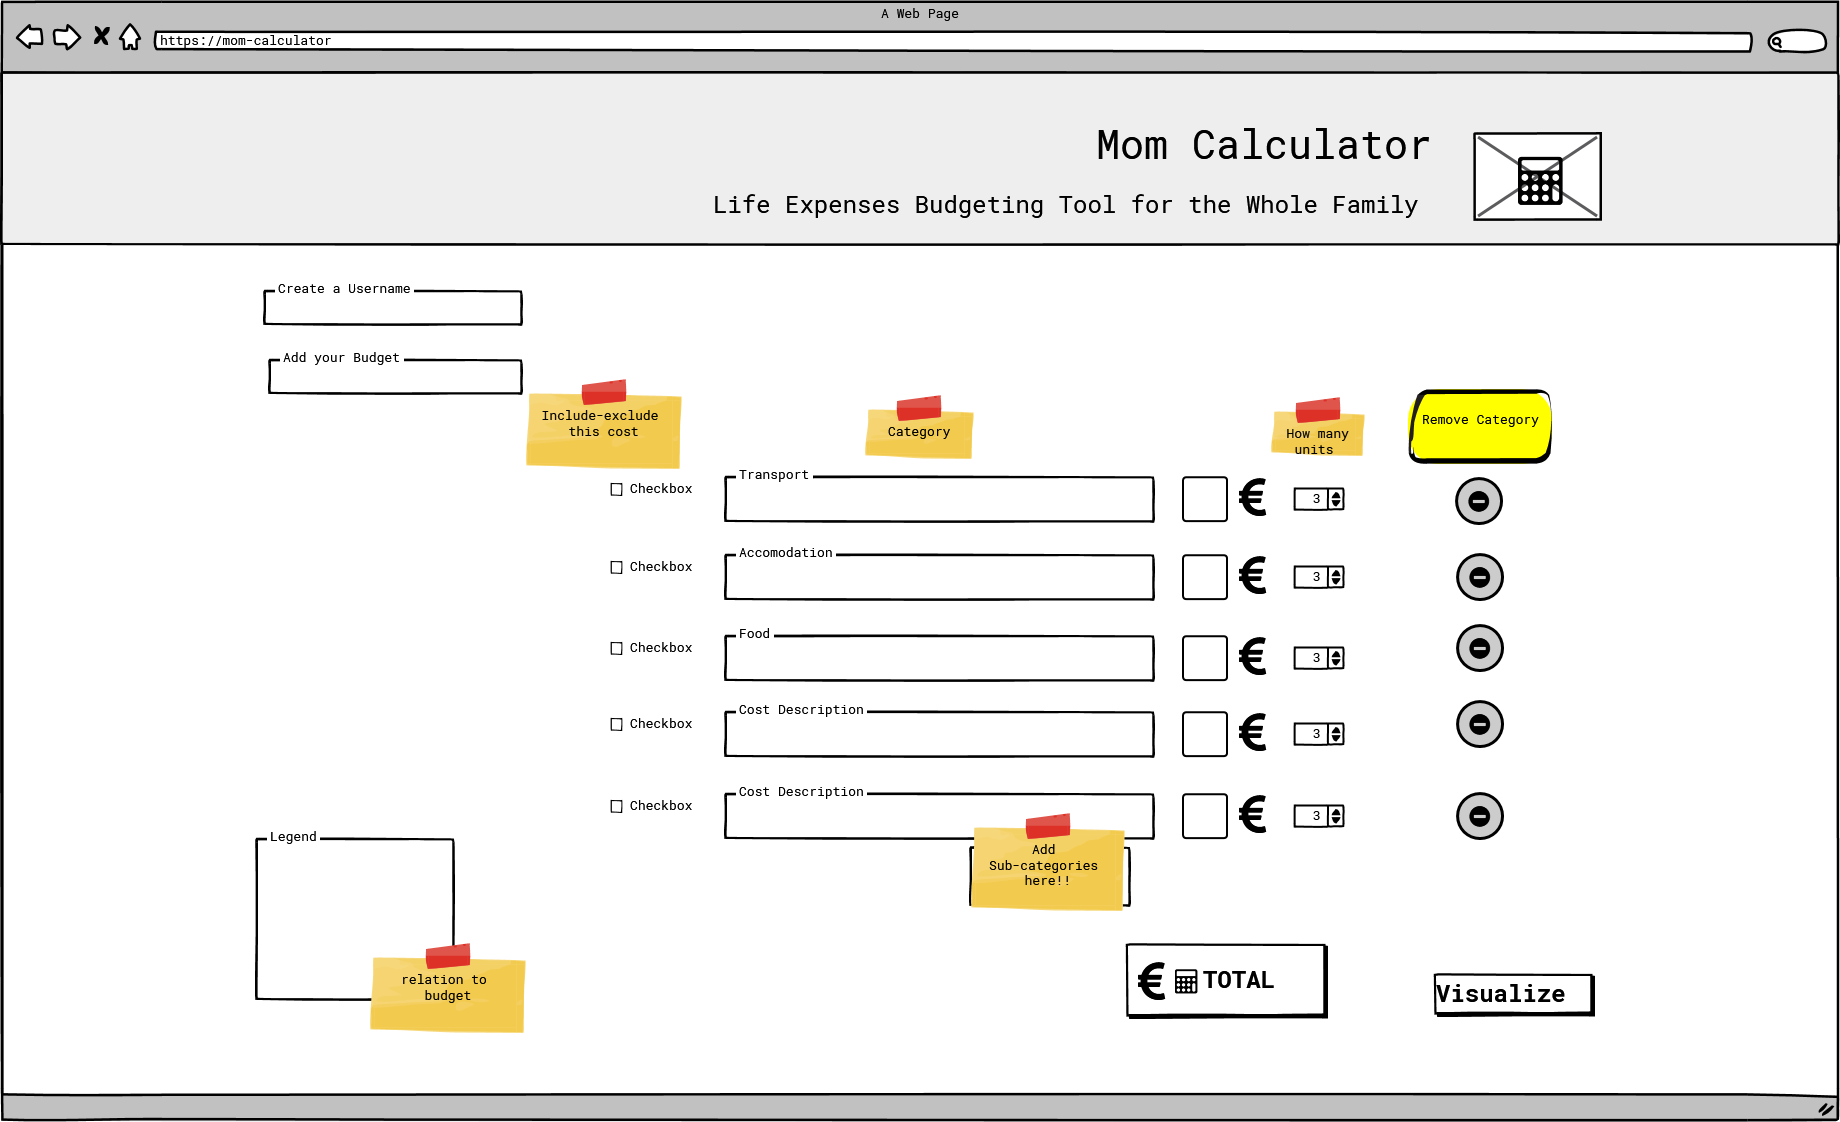 A Web Page
https://mom-calculator
Mom Calculator
Life Expenses Budgeting Tool for the Whole Family
Create a Username
Add your Budget
Include-exclude
this cost
Category
How many
units
Remove Category
Checkbox
Transport
€
3
Checkbox
Accomodation
€
3
Checkbox
Food
€
3
Checkbox
Cost Description
€
3
Checkbox
Cost Description
€
3
Add
Sub-categories
here!!
Legend
relation to
budget
€ TOTAL
Visualize